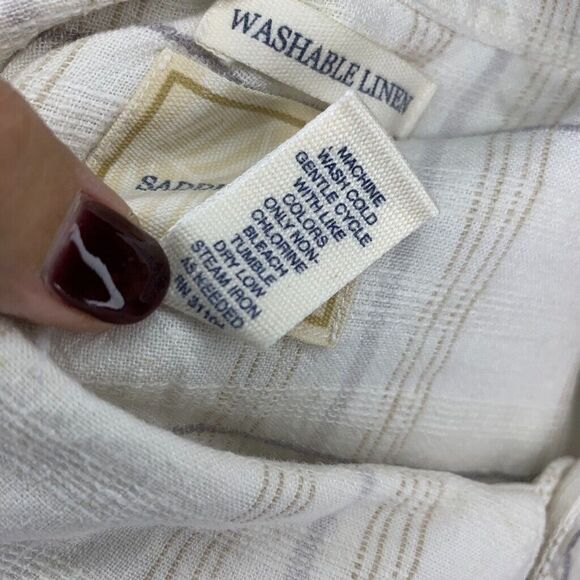 WASHABLE LINEN
MACHINE
WASH COLD
GENTLE CYCLE
WITH LIKE
COLORS
ONLY NON-
CHLORINE
BLEACH
TUMBLE
DRY LOW
STEAM IRON
AS NEEDED
RN